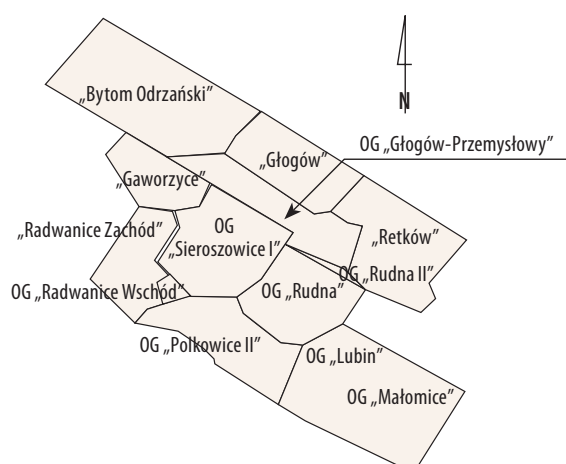 „Bytom Odrzański”
N
OG „Głogów-Przemysłowy”
„Głogów”
„Gaworzyce”
„Radwanice Zachód”
OG
„Sieroszowice I”
„Retków”
OG „Rudna II”
OG „Radwanice Wschód”
OG „Rudna”
OG „Polkowice II”
OG „Lubin”
OG „Małomice”